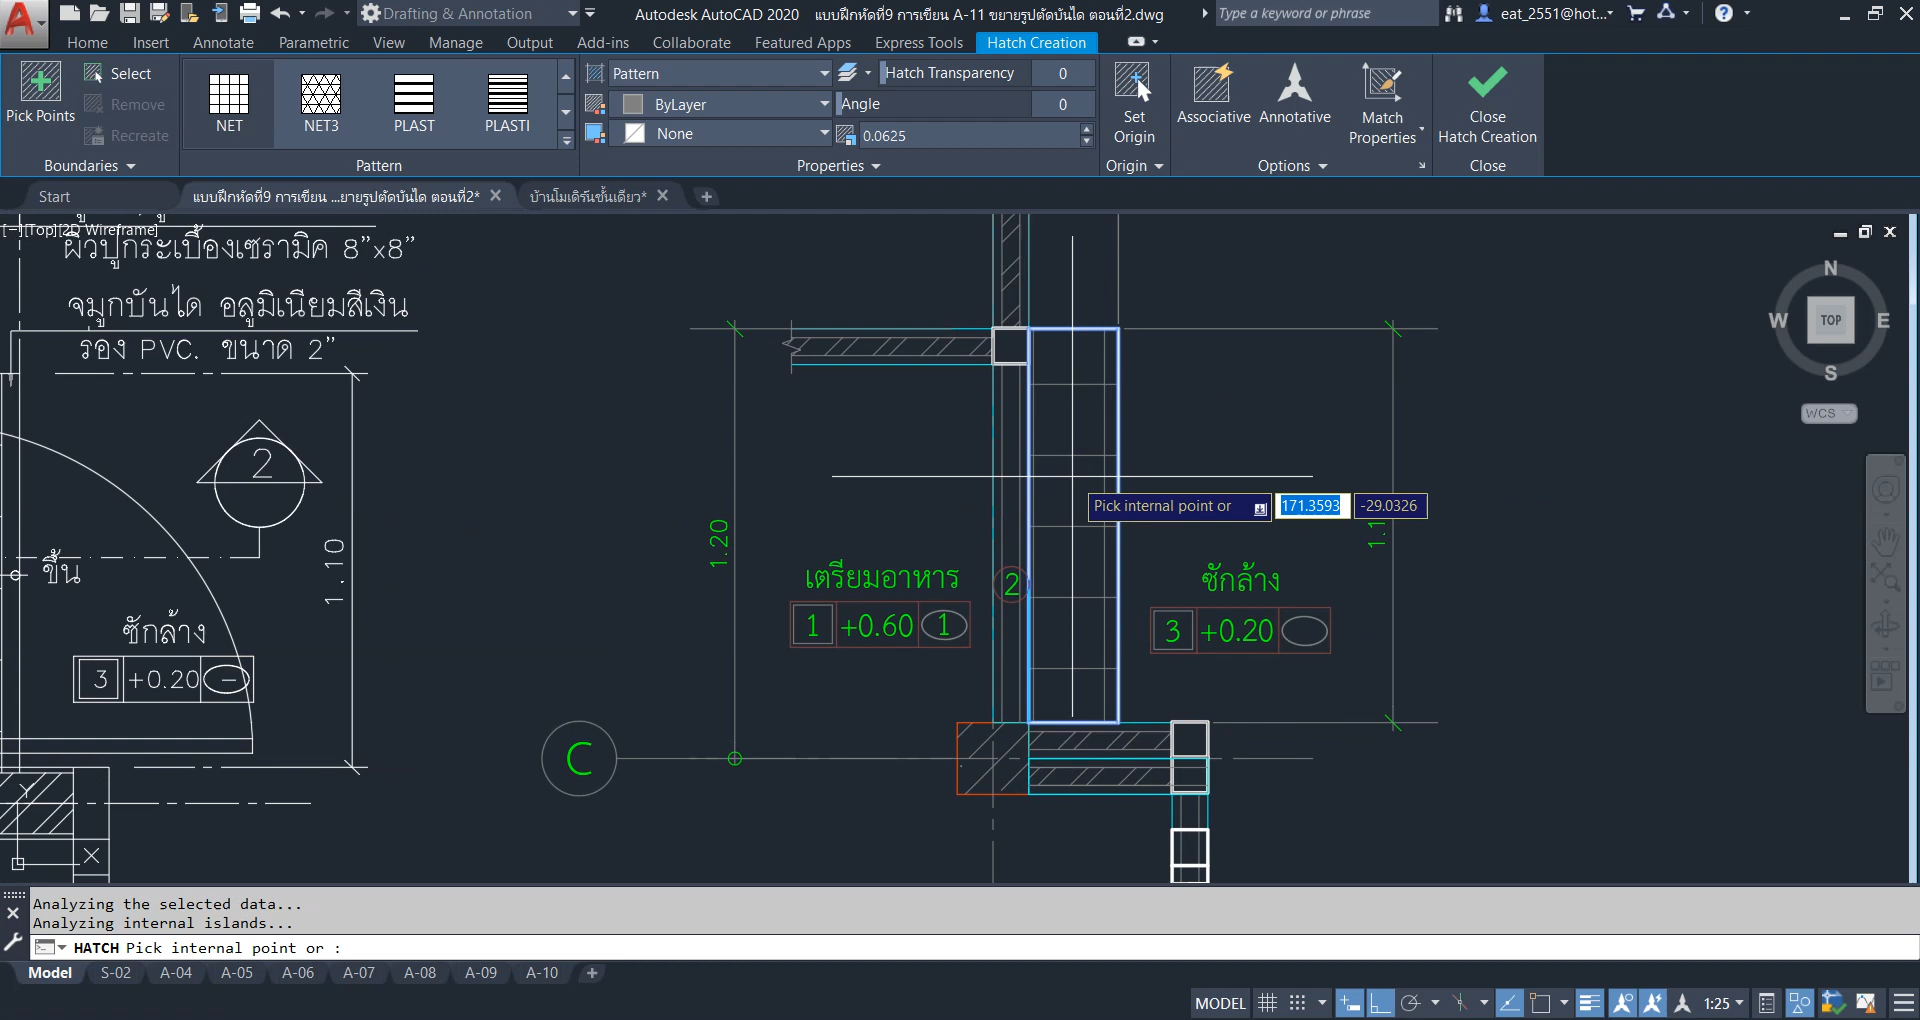 Drafting & Annotation
Autodesk AutoCAD 2020 แบบฝึกหัดที่9 การเขียน A-11 ขยายรูปตัดบันได ตอนที่2.dwg
Type a keyword or phrase
eat_2551@hot...
Home Insert Annotate Parametric View Manage Output Add-ins Collaborate Featured Apps Express Tools Hatch Creation
Pick Points
Select
Remove
Recreate
Boundaries
NET NET3 PLAST PLASTI
Pattern
Pattern
ByLayer
None
Hatch Transparency 0
Angle 0
0.0625
Properties
Set
Origin
Origin
Associative
Annotative
Match
Properties
Options
Close
Hatch Creation
Close
Start
แบบฝึกหัดที่9 การเขียน ...ยายรูปตัดบันได ตอนที่2*
บ้านโมเดิร์นชั้นเดียว*
[−][Top][2D Wireframe]
ผิวปูกระเบื้องเซรามิค 8”x8”
จมูกบันได อลูมิเนียมสีเงิน
ร่อง PVC. ขนาด 2”
2
1.10
ขึ้น
ซักล้าง
3 +0.20 −
Y
X
1.20
เตรียมอาหาร
1 +0.60 1
2
ซักล้าง
3 +0.20
C
Pick internal point or 171.3593 -29.0326
N
W TOP E
S
WCS
Analyzing the selected data...
Analyzing internal islands...
HATCH Pick internal point or :
Model S-02 A-04 A-05 A-06 A-07 A-08 A-09 A-10
MODEL 1:25